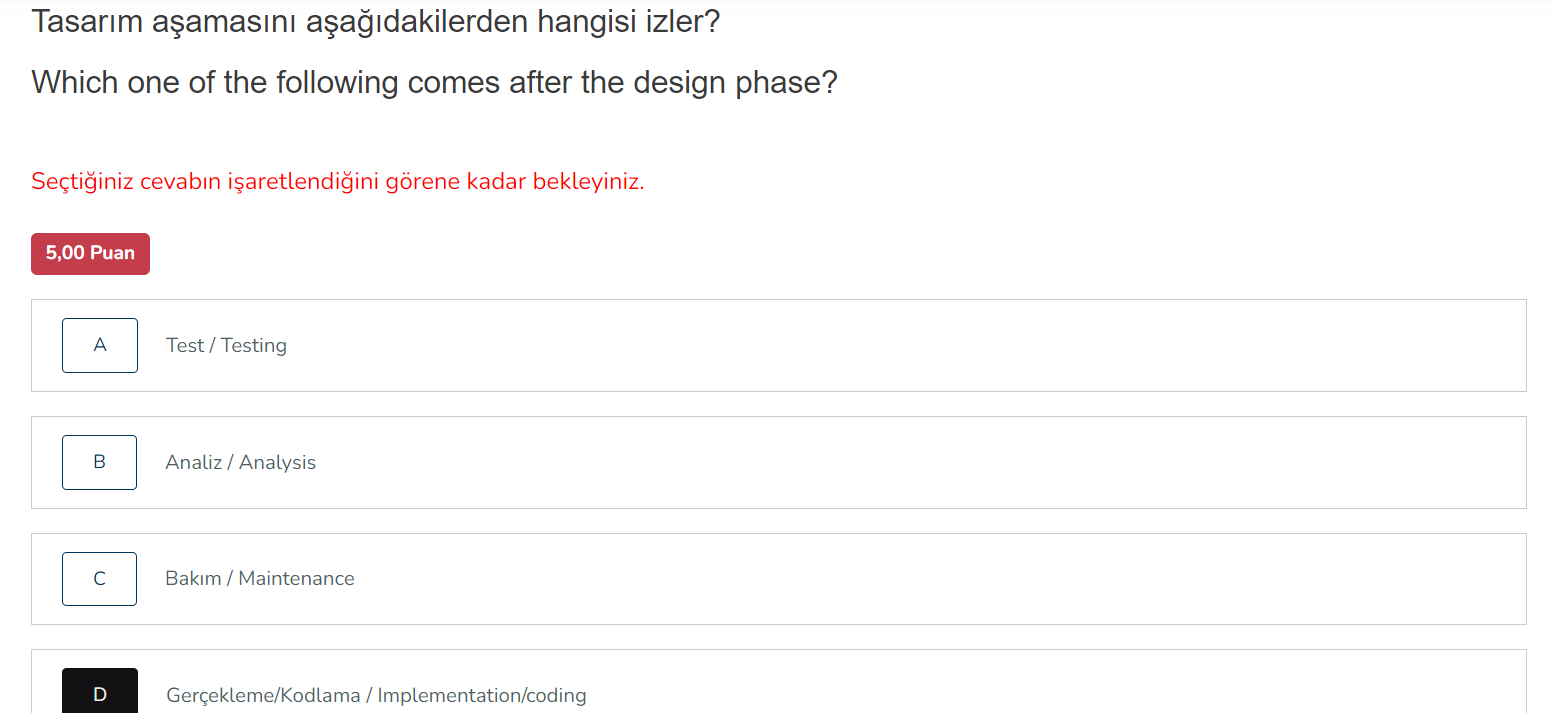 Tasarım aşamasını aşağıdakilerden hangisi izler?
Which one of the following comes after the design phase?
Seçtiğiniz cevabın işaretlendiğini görene kadar bekleyiniz.
5,00 Puan
A Test / Testing
B Analiz / Analysis
C Bakım / Maintenance
D Gerçekleme/Kodlama / Implementation/coding